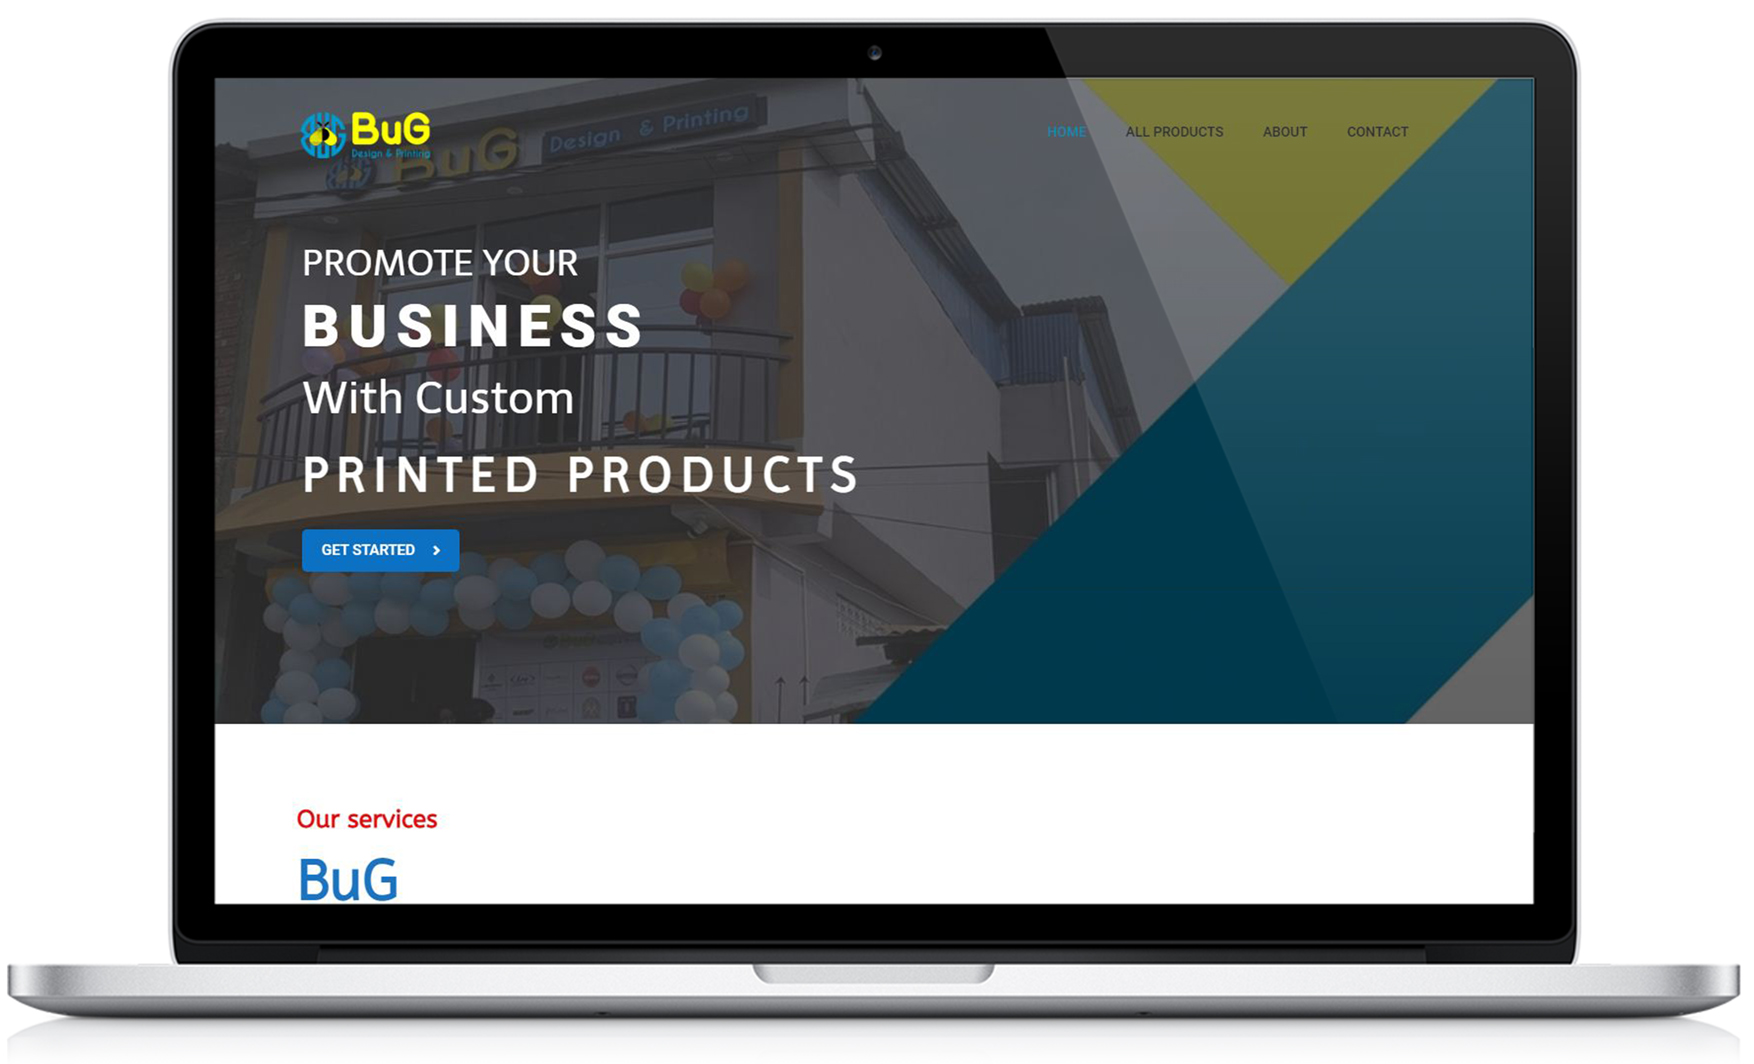 BuG
Design & Printing
HOME ALL PRODUCTS ABOUT CONTACT
BuG Design & Printing
PROMOTE YOUR
BUSINESS
With Custom
PRINTED PRODUCTS
GET STARTED
BuG
Our services
BuG